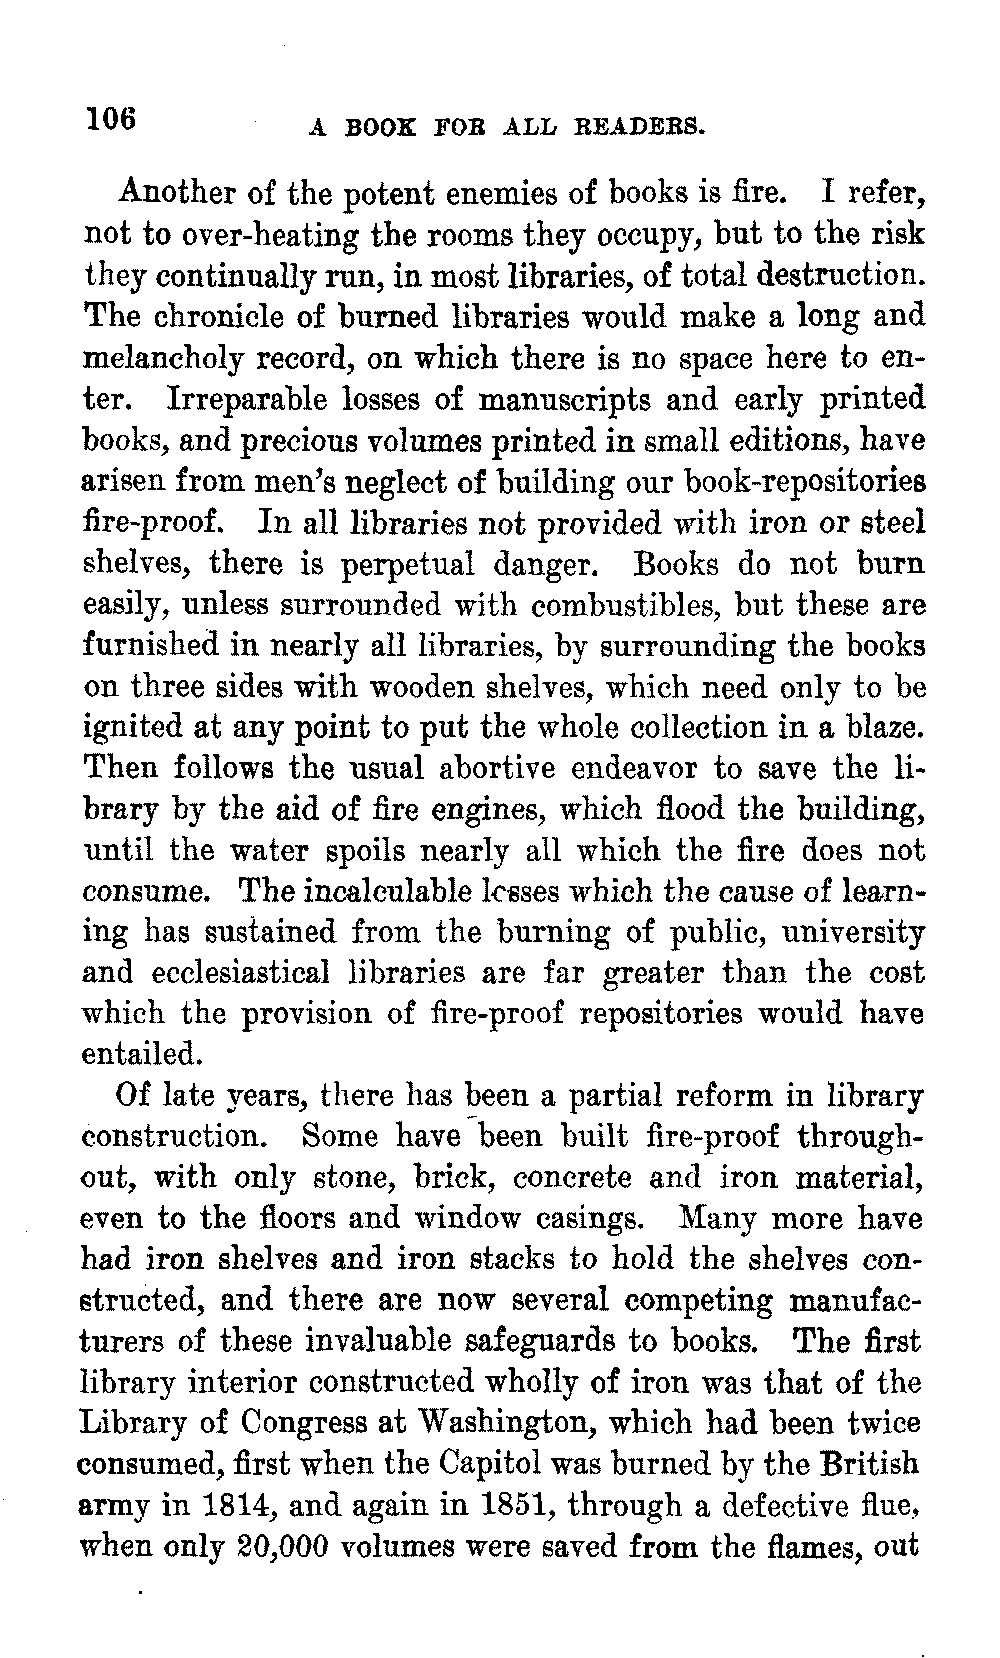 106
A BOOK FOR ALL READERS.
Another of the potent enemies of books is fire. I refer,
not to over-heating the rooms they occupy, but to the risk
they continually run, in most libraries, of total destruction.
The chronicle of burned libraries would make a long and
melancholy record, on which there is no space here to en-
ter. Irreparable losses of manuscripts and early printed
books, and precious volumes printed in small editions, have
arisen from men's neglect of building our book-repositories
fire-proof. In all libraries not provided with iron or steel
shelves, there is perpetual danger. Books do not burn
easily, unless surrounded with combustibles, but these are
furnished in nearly all libraries, by surrounding the books
on three sides with wooden shelves, which need only to be
ignited at any point to put the whole collection in a blaze.
Then follows the usual abortive endeavor to save the li-
brary by the aid of fire engines, which flood the building,
until the water spoils nearly all which the fire does not
consume. The incalculable losses which the cause of learn-
ing has sustained from the burning of public, university
and ecclesiastical libraries are far greater than the cost
which the provision of fire-proof repositories would have
entailed.
Of late years, there has been a partial reform in library
construction. Some have been built fire-proof through-
out, with only stone, brick, concrete and iron material,
even to the floors and window casings. Many more have
had iron shelves and iron stacks to hold the shelves con-
structed, and there are now several competing manufac-
turers of these invaluable safeguards to books. The first
library interior constructed wholly of iron was that of the
Library of Congress at Washington, which had been twice
consumed, first when the Capitol was burned by the British
army in 1814, and again in 1851, through a defective flue,
when only 20,000 volumes were saved from the flames, out